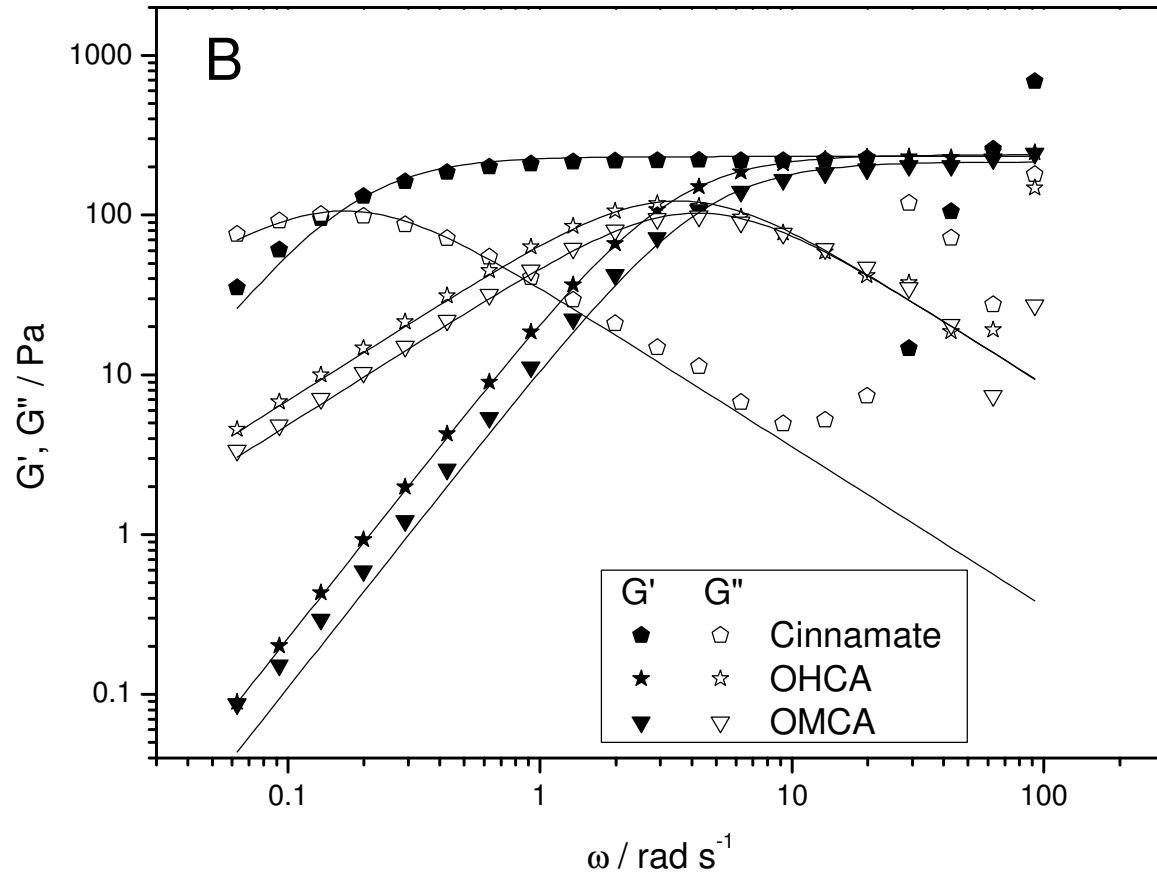 B
1000
100
10
1
0.1
G', G" / Pa
G' G"
Cinnamate
OHCA
OMCA
0.1 1 10 100
ω / rad s⁻¹